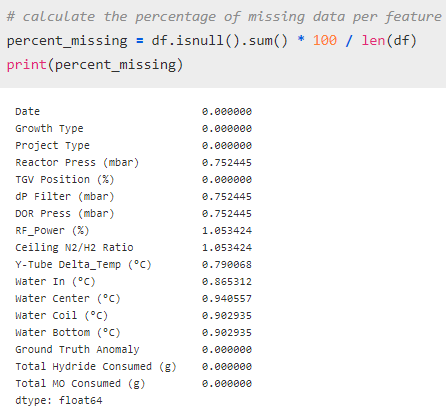 # calculate the percentage of missing data per feature
percent_missing = df.isnull().sum() * 100 / len(df)
print(percent_missing)
Date 0.000000
Growth Type 0.000000
Project Type 0.000000
Reactor Press (mbar) 0.752445
TGV Position (%) 0.000000
dP Filter (mbar) 0.752445
DOR Press (mbar) 0.752445
RF_Power (%) 1.053424
Ceiling N2/H2 Ratio 1.053424
Y-Tube Delta_Temp (°C) 0.790068
Water In (°C) 0.865312
Water Center (°C) 0.940557
Water Coil (°C) 0.902935
Water Bottom (°C) 0.902935
Ground Truth Anomaly 0.000000
Total Hydride Consumed (g) 0.000000
Total MO Consumed (g) 0.000000
dtype: float64